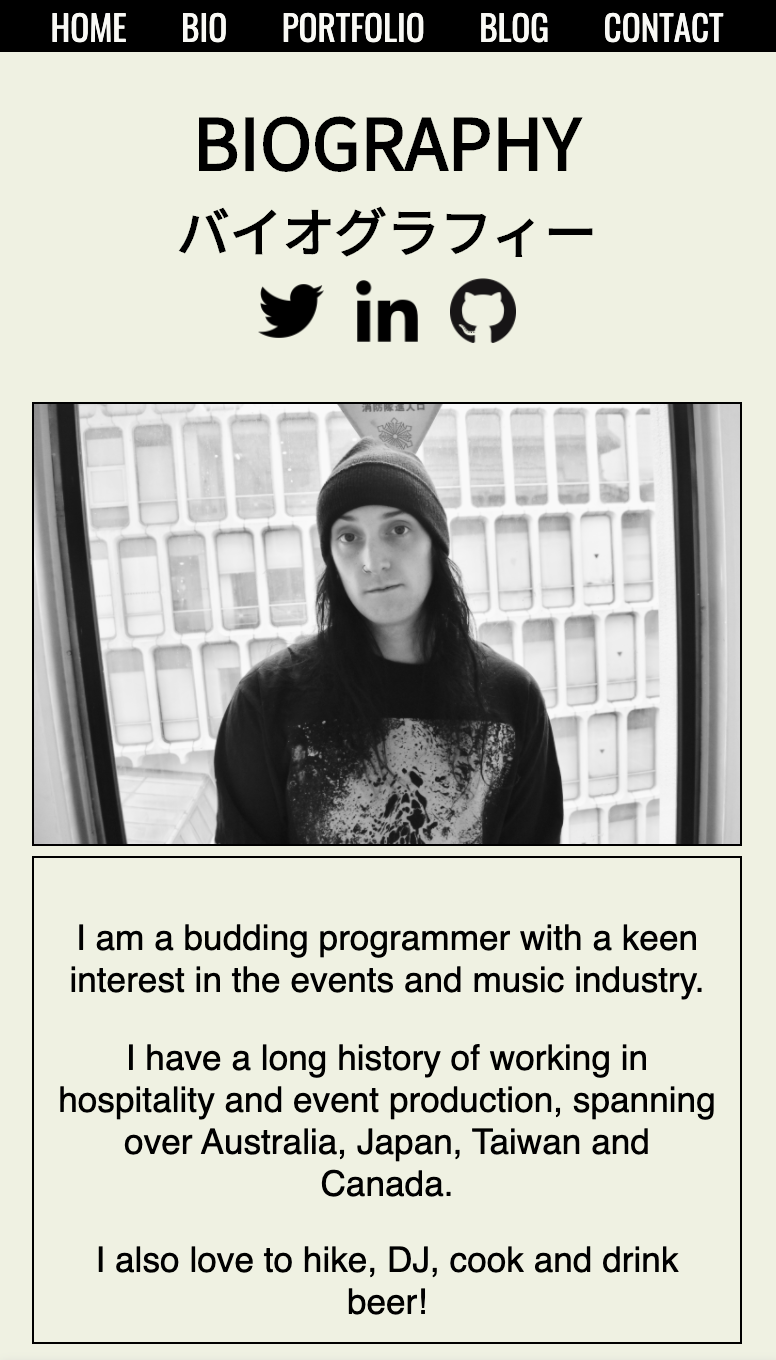 HOME BIO PORTFOLIO BLOG CONTACT
BIOGRAPHY
バイオグラフィー
in
I am a budding programmer with a keen
interest in the events and music industry.
I have a long history of working in
hospitality and event production, spanning
over Australia, Japan, Taiwan and
Canada.
I also love to hike, DJ, cook and drink
beer!